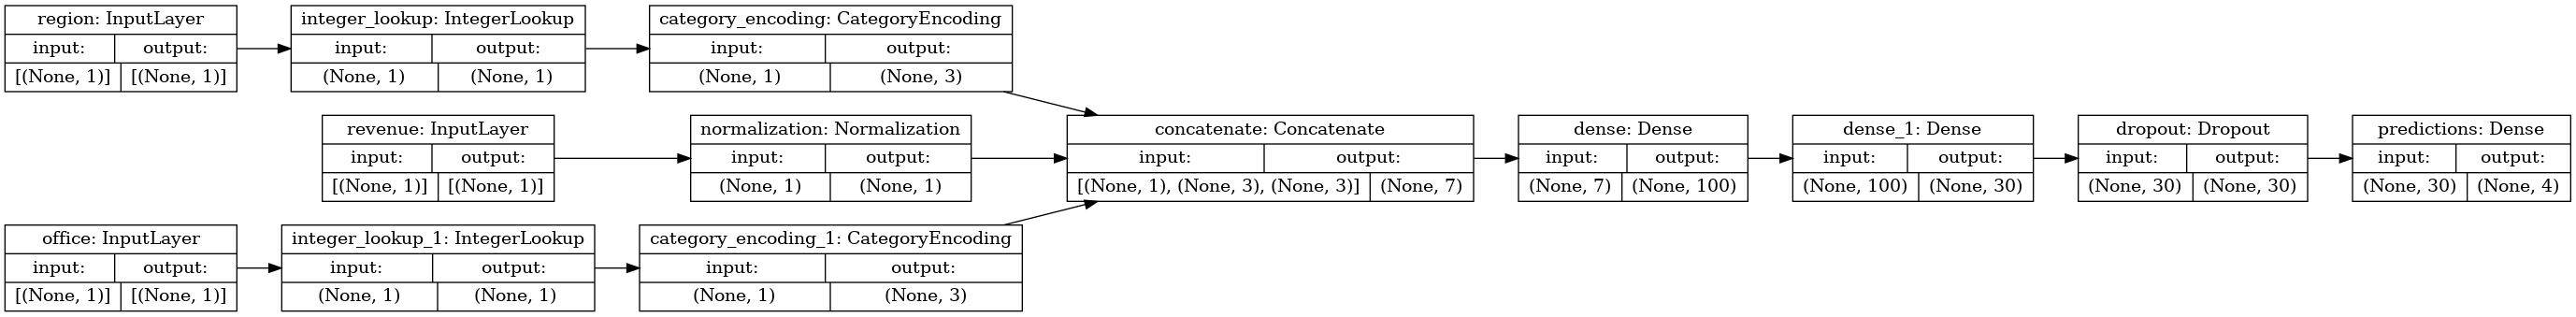 region: InputLayer
input: output:
[(None, 1)] [(None, 1)]
integer_lookup: IntegerLookup
input: output:
(None, 1) (None, 1)
category_encoding: CategoryEncoding
input: output:
(None, 1) (None, 3)
revenue: InputLayer
input: output:
[(None, 1)] [(None, 1)]
normalization: Normalization
input: output:
(None, 1) (None, 1)
office: InputLayer
input: output:
[(None, 1)] [(None, 1)]
integer_lookup_1: IntegerLookup
input: output:
(None, 1) (None, 1)
category_encoding_1: CategoryEncoding
input: output:
(None, 1) (None, 3)
concatenate: Concatenate
input: output:
[(None, 1), (None, 3), (None, 3)] (None, 7)
dense: Dense
input: output:
(None, 7) (None, 100)
dense_1: Dense
input: output:
(None, 100) (None, 30)
dropout: Dropout
input: output:
(None, 30) (None, 30)
predictions: Dense
input: output:
(None, 30) (None, 4)